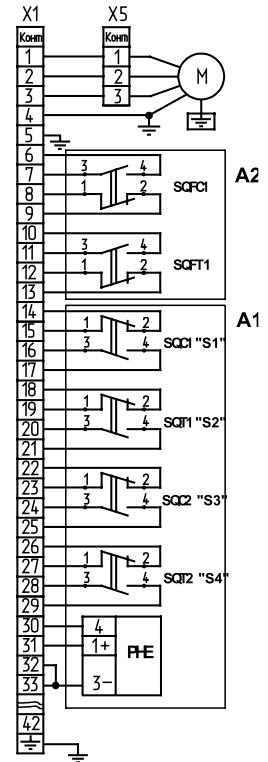 X1 X5
Конт Конт
1 1
2 2
3 3
M
4
5
6
7 3 4
8 1 2
9
SQFC1
A2
10
11 3 4
12 1 2
13
SQFT1
14
15 1 2
16 3 4
17
SQC1 "S1"
A1
18
19 1 2
20 3 4
21
SQT1 "S2"
22
23 1 2
24 3 4
25
SQC2 "S3"
26
27 1 2
28 3 4
29
SQT2 "S4"
30 4
31 1+
PHE
32
33 3-
42